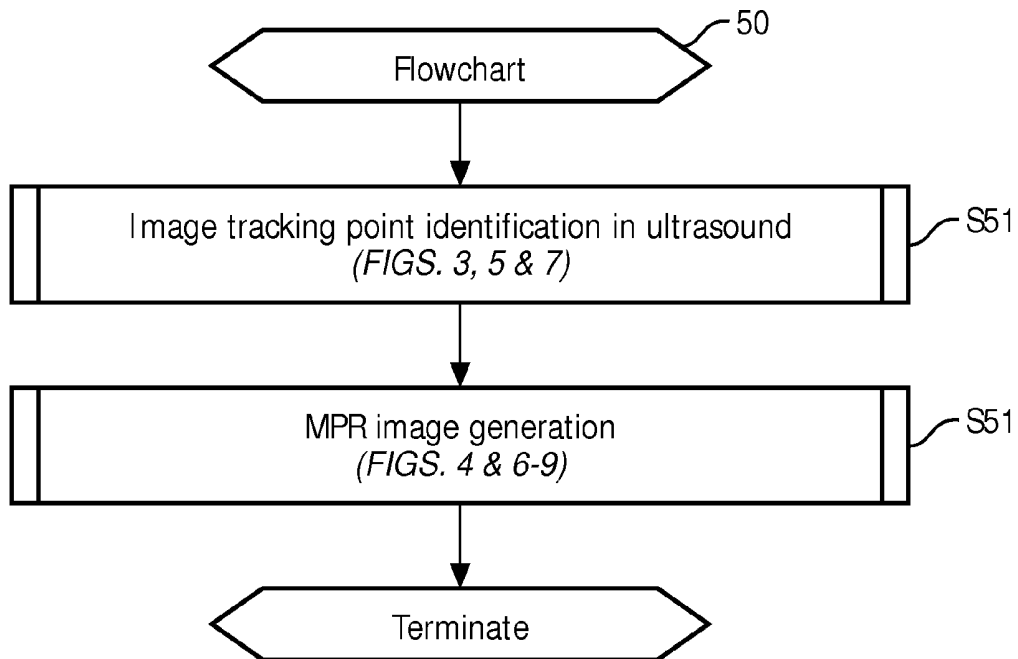 50
Flowchart
Image tracking point identification in ultrasound
(FIGS. 3, 5 & 7)
S51
MPR image generation
(FIGS. 4 & 6-9)
S51
Terminate